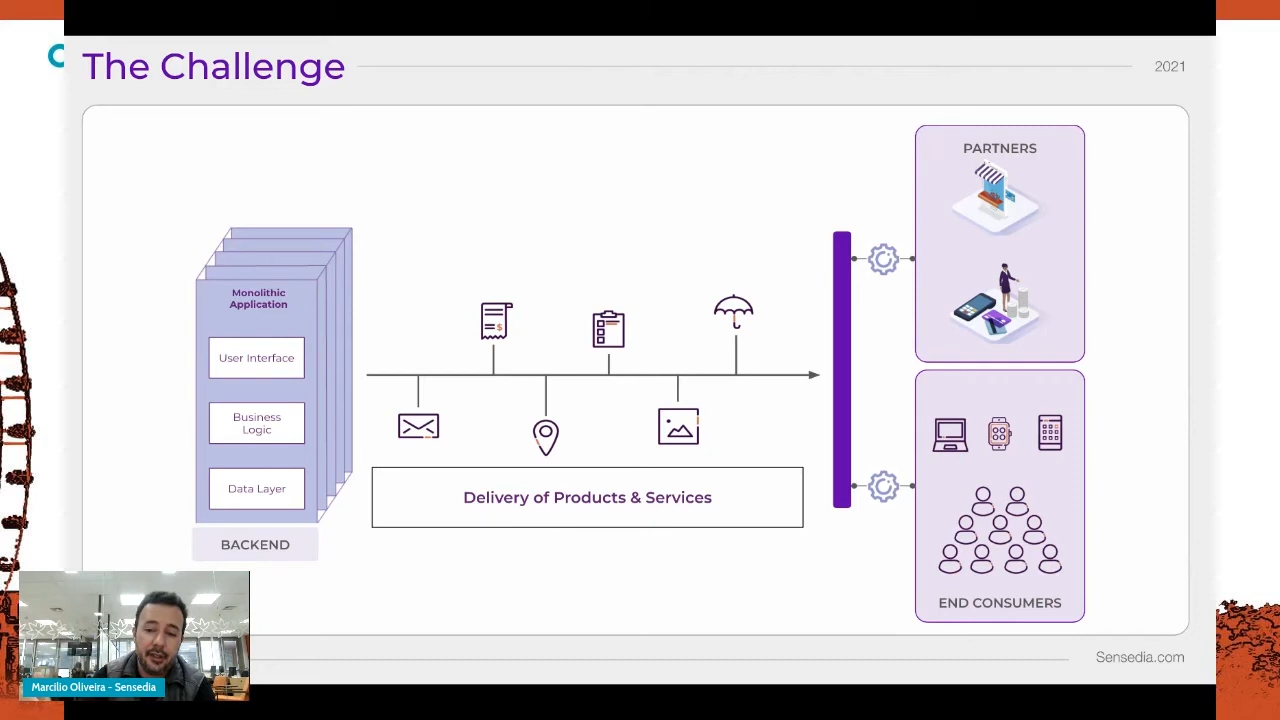 The Challenge
2021
PARTNERS
Monolithic
Application
User Interface
Business
Logic
Data Layer
BACKEND
$
Delivery of Products & Services
END CONSUMERS
Sensedia.com
Marcilio Oliveira - Sensedia